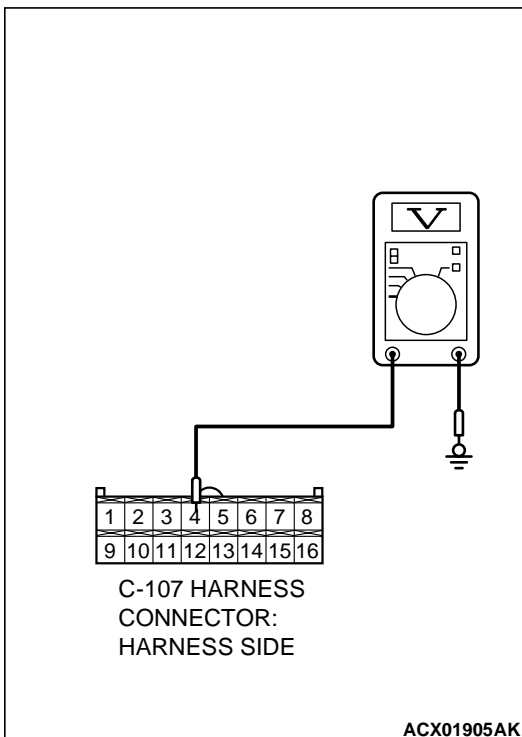 V
1 2 3 4 5 6 7 8
9 10 11 12 13 14 15 16
C-107 HARNESS
CONNECTOR:
HARNESS SIDE
ACX01905AK